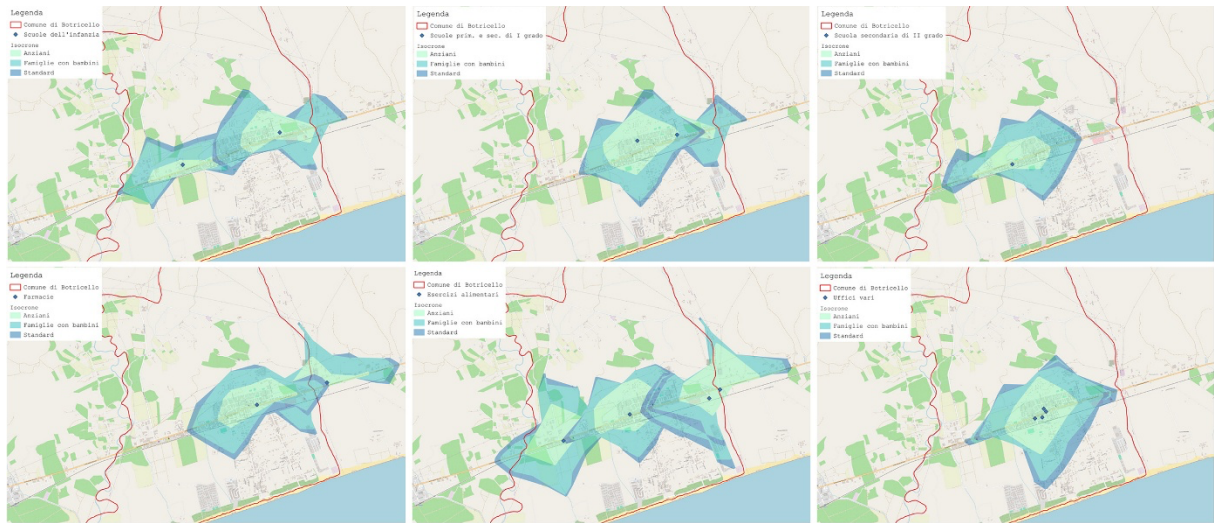 Legenda
Comune di Botricello
Scuole dell'infanzia
Isocrone
Anziani
Famiglie con bambini
Standard
Legenda
Comune di Botricello
Scuole prim. e sec. di I grado
Isocrone
Anziani
Famiglie con bambini
Standard
Legenda
Comune di Botricello
Scuola secondaria di II grado
Isocrone
Anziani
Famiglie con bambini
Standard
Legenda
Comune di Botricello
Farmacie
Isocrone
Anziani
Famiglie con bambini
Standard
Legenda
Comune di Botricello
Esercizi alimentari
Isocrone
Anziani
Famiglie con bambini
Standard
Legenda
Comune di Botricello
Uffici vari
Isocrone
Anziani
Famiglie con bambini
Standard